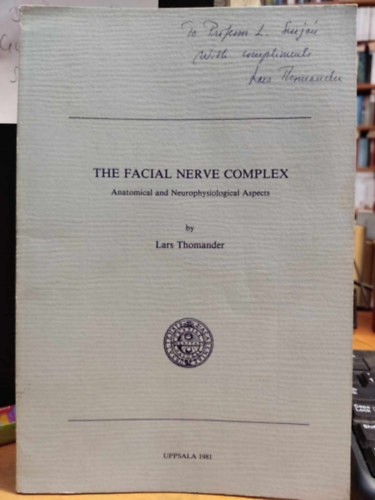 To Professor L. Surján
With compliments
Lars Thomander
THE FACIAL NERVE COMPLEX
Anatomical and Neurophysiological Aspects
by
Lars Thomander
UPPSALA 1981